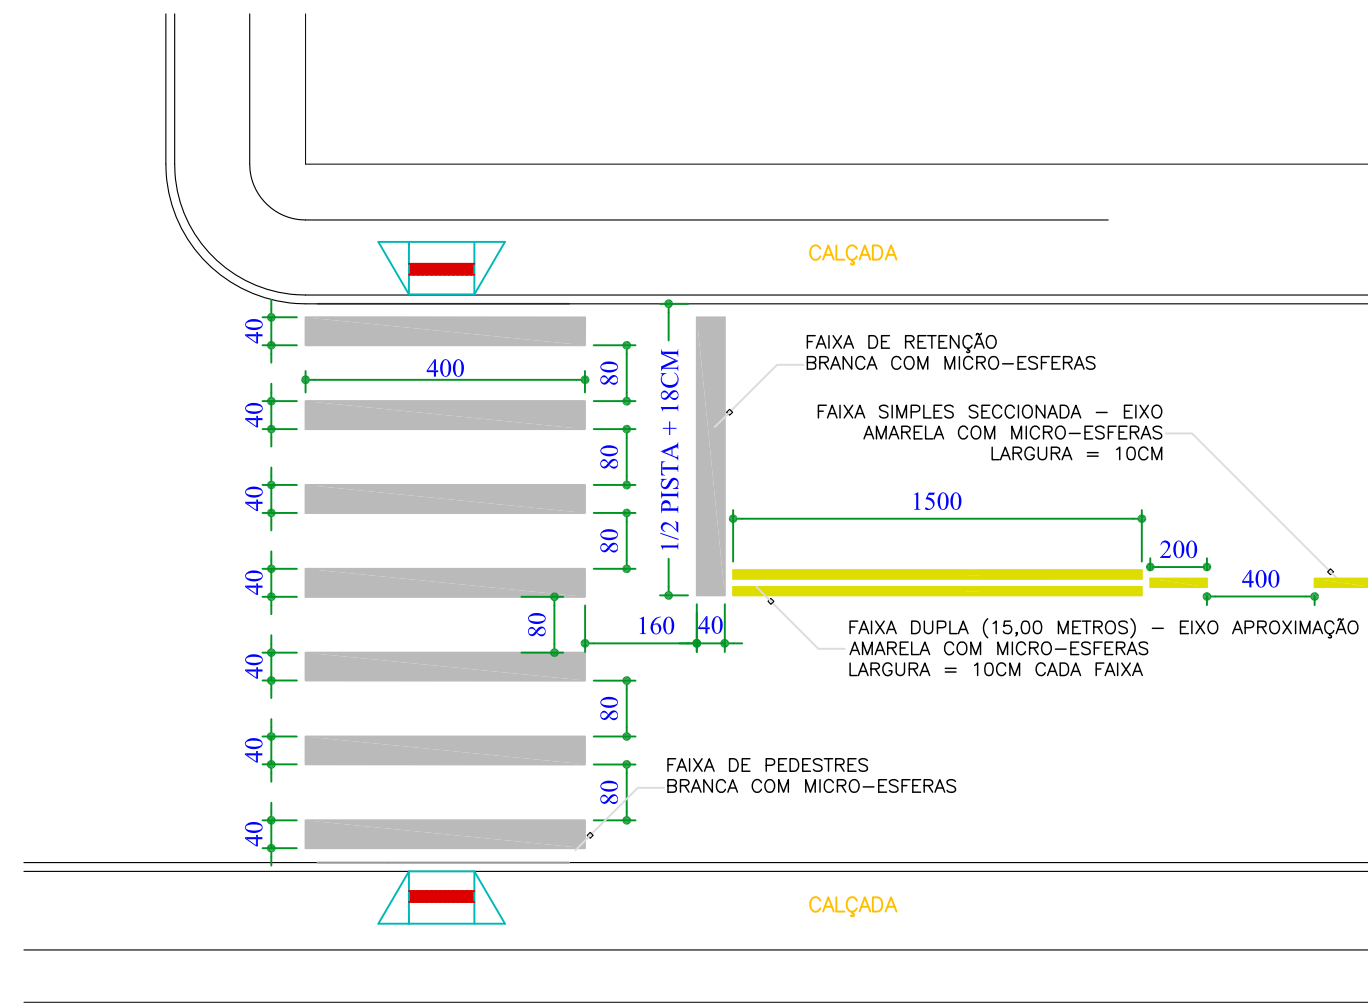 CALÇADA
40
400
80
1/2 PISTA + 18CM
FAIXA DE RETENÇÃO
BRANCA COM MICRO-ESFERAS
40
80
FAIXA SIMPLES SECCIONADA - EIXO
AMARELA COM MICRO-ESFERAS
LARGURA = 10CM
40
80
1500
200
400
40
80
160
40
FAIXA DUPLA (15,00 METROS) - EIXO APROXIMAÇÃO
AMARELA COM MICRO-ESFERAS
LARGURA = 10CM CADA FAIXA
40
80
40
80
FAIXA DE PEDESTRES
BRANCA COM MICRO-ESFERAS
40
CALÇADA